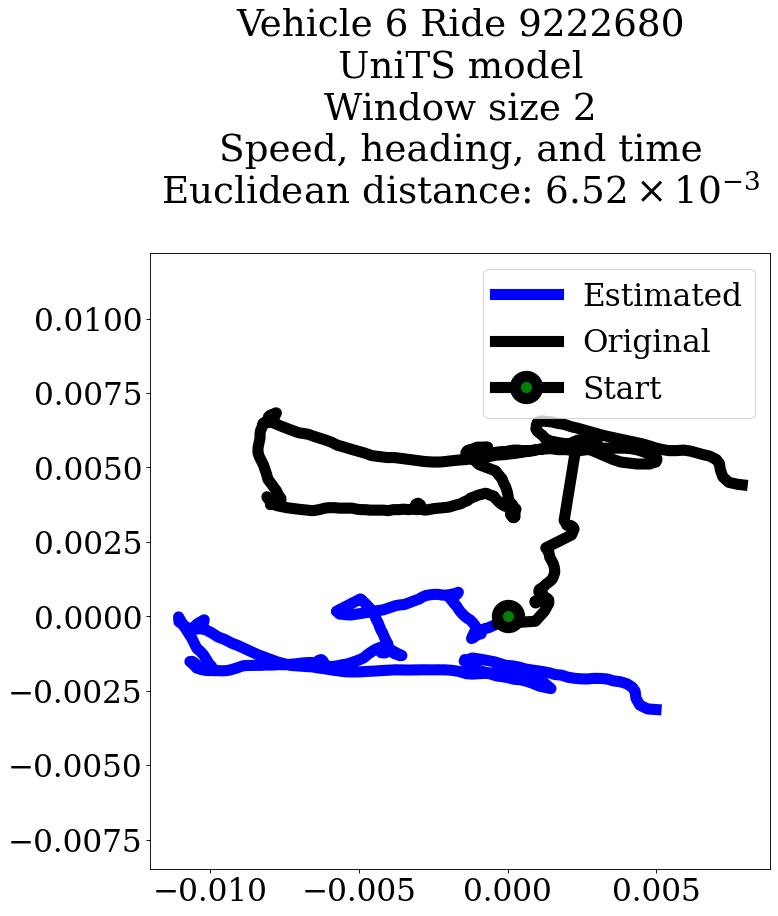 Vehicle 6 Ride 9222680
UniTS model
Window size 2
Speed, heading, and time
Euclidean distance: 6.52 × 10⁻³
Estimated
Original
Start
0.0100
0.0075
0.0050
0.0025
0.0000
−0.0025
−0.0050
−0.0075
−0.010 −0.005 0.000 0.005